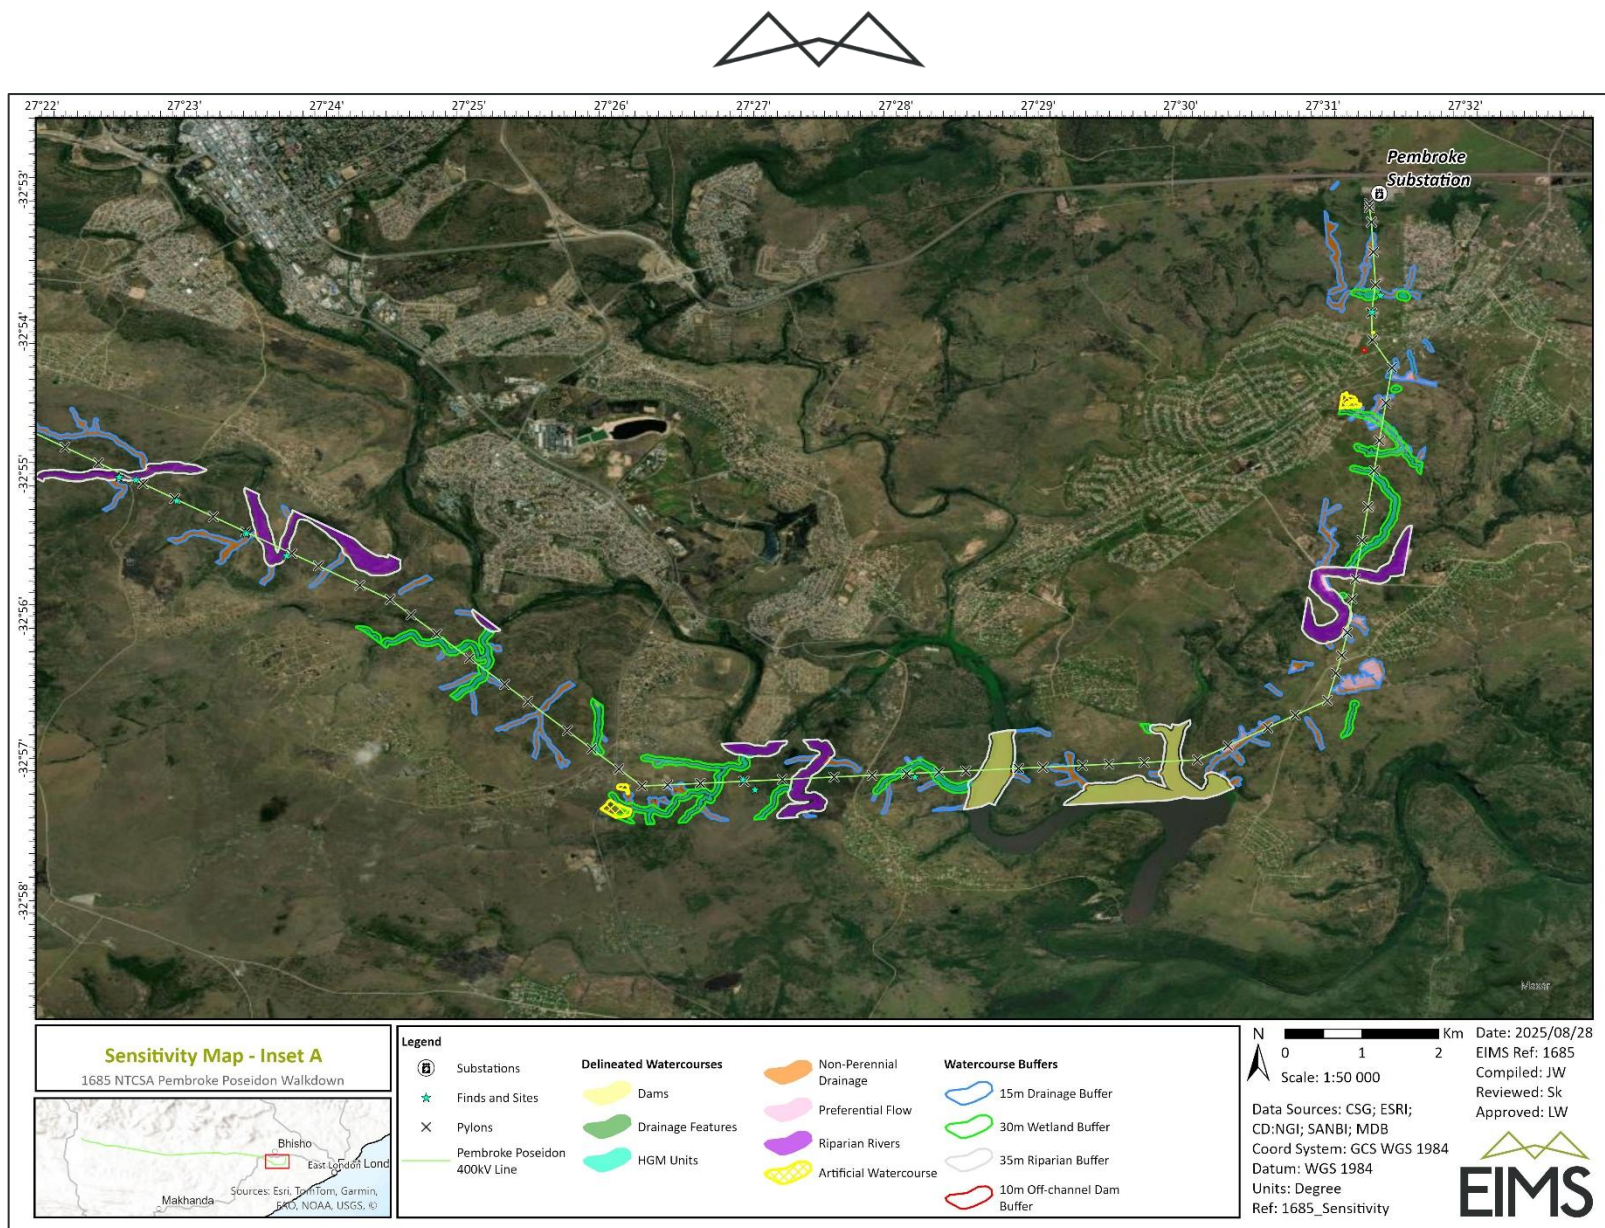 27°22' 27°23' 27°24' 27°25' 27°26' 27°27' 27°28' 27°29' 27°30' 27°31' 27°32'
-32°53'
-32°54'
-32°55'
-32°56'
-32°57'
-32°58'
Pembroke
Substation
Maxar
Sensitivity Map - Inset A
1685 NTCSA Pembroke Poseidon Walkdown
Bhisho
East London Lond
Makhanda
Sources: Esri, TomTom, Garmin,
FAO, NOAA, USGS, ©
Legend
Substations
Finds and Sites
Pylons
Pembroke Poseidon
400kV Line
Delineated Watercourses
Dams
Drainage Features
HGM Units
Non-Perennial
Drainage
Preferential Flow
Riparian Rivers
Artificial Watercourse
Watercourse Buffers
15m Drainage Buffer
30m Wetland Buffer
35m Riparian Buffer
10m Off-channel Dam
Buffer
N
Km
0 1 2
Scale: 1:50 000
Data Sources: CSG; ESRI;
CD:NGI; SANBI; MDB
Coord System: GCS WGS 1984
Datum: WGS 1984
Units: Degree
Ref: 1685_Sensitivity
Date: 2025/08/28
EIMS Ref: 1685
Compiled: JW
Reviewed: Sk
Approved: LW
EIMS